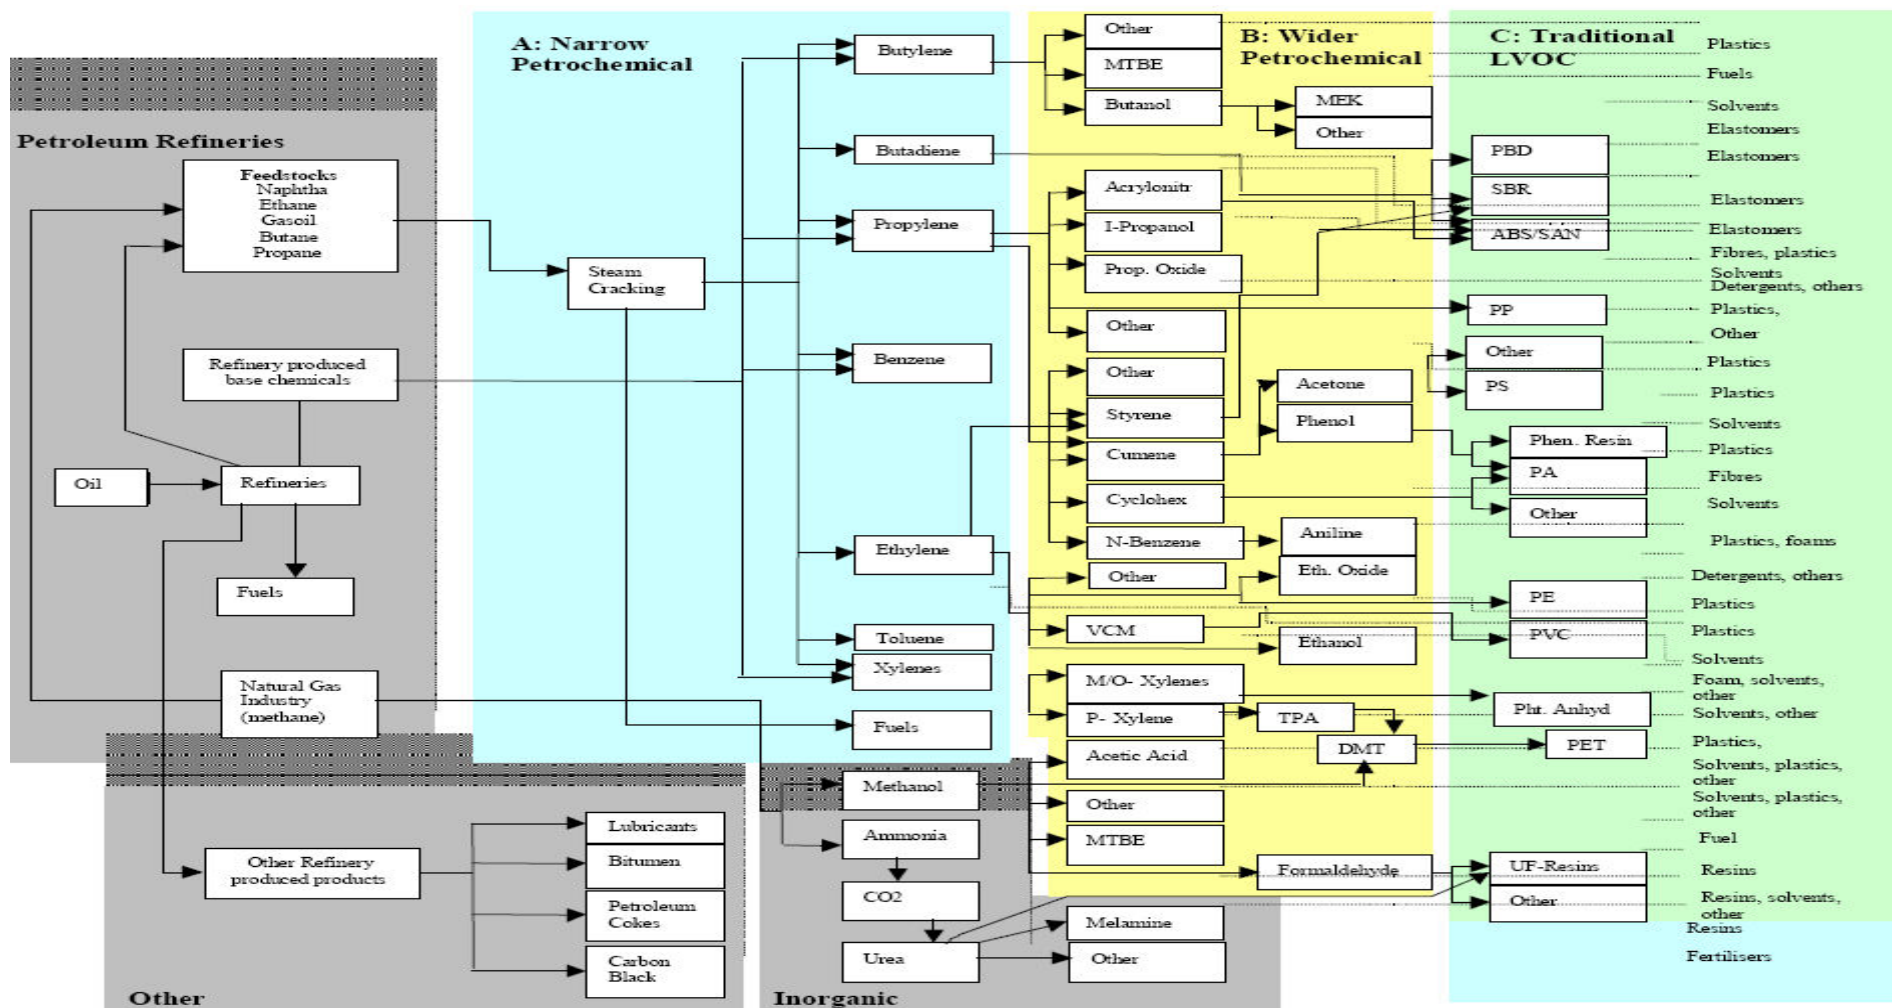 A: Narrow
Petrochemical
B: Wider
Petrochemical
C: Traditional
LVOC
Petroleum Refineries
Feedstocks
Naphtha
Ethane
Gasoil
Butane
Propane
Refinery produced
base chemicals
Oil
Refineries
Fuels
Natural Gas
Industry
(methane)
Other Refinery
produced products
Lubricants
Bitumen
Petroleum
Cokes
Carbon
Black
Other
Steam
Cracking
Butylene
Butadiene
Propylene
Benzene
Ethylene
Toluene
Xylenes
Fuels
Methanol
Ammonia
CO2
Urea
Inorganic
Other
MTBE
Butanol
MEK
Other
Acrylonitr
I-Propanol
Prop. Oxide
Other
Other
Styrene
Cumene
Cyclohex
N-Benzene
Other
Acetone
Phenol
Aniline
Eth. Oxide
VCM
Ethanol
M/O- Xylenes
P- Xylene
TPA
DMT
Acetic Acid
Other
MTBE
Formaldehyde
Melamine
Other
PBD
SBR
ABS/SAN
PP
Other
PS
Phen. Resin
PA
Other
PE
PVC
Pht. Anhyd
PET
UF-Resins
Other
Plastics
Fuels
Solvents
Elastomers
Elastomers
Elastomers
Elastomers
Fibres, plastics
Solvents
Detergents, others
Plastics,
Other
Plastics
Plastics
Solvents
Plastics
Fibres
Solvents
Plastics, foams
Detergents, others
Plastics
Plastics
Solvents
Foam, solvents,
other
Solvents, other
Plastics,
Solvents, plastics,
other
Solvents, plastics,
other
Fuel
Resins
Resins, solvents,
other
Resins
Fertilisers